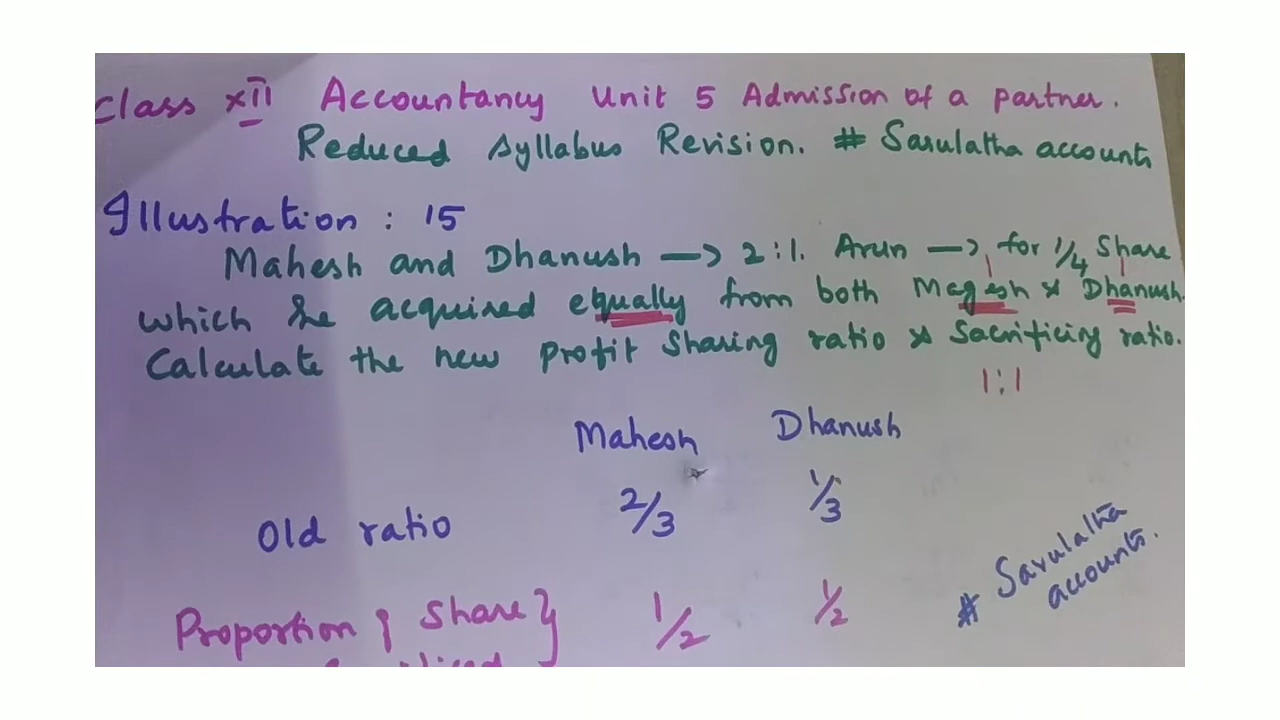 Class XII Accountancy Unit 5 Admission of a partner.
Reduced Syllabus Revision. # Sarulatha accounts
Illustration : 15
Mahesh and Dhanush → 2:1. Arun → for 1/4 Share
which he acquired equally from both Magesh & Dhanush.
Calculate the new profit sharing ratio & Sacrificing ratio.
1:1
Mahesh Dhanush
Old ratio 2/3 1/3
Proportion { Share } 1/2 1/2
# Sarulatha
accounts.